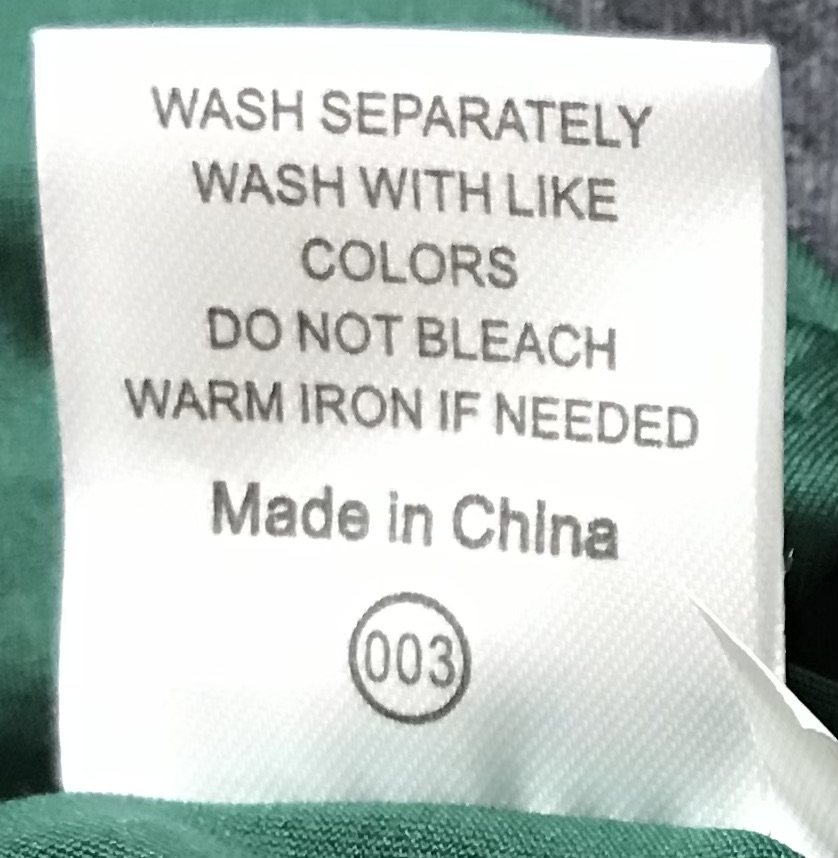 WASH SEPARATELY
WASH WITH LIKE
COLORS
DO NOT BLEACH
WARM IRON IF NEEDED
Made in China
003